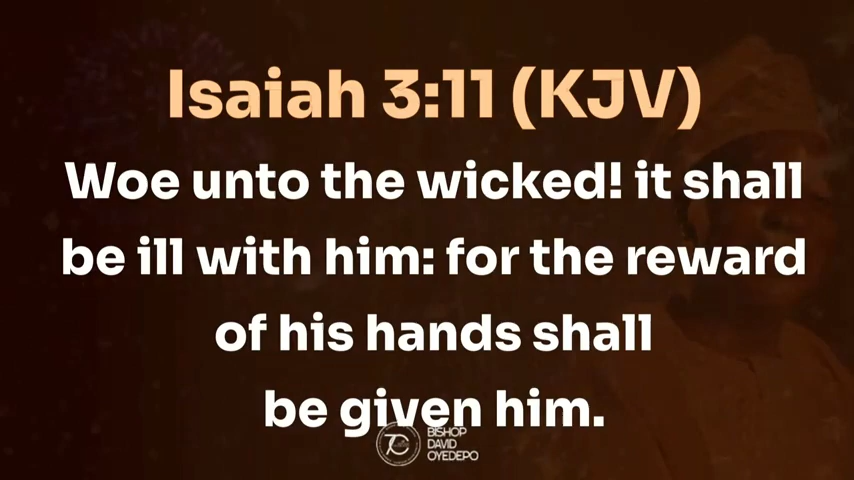 Isaiah 3:11 (KJV)
Woe unto the wicked! it shall
be ill with him: for the reward
of his hands shall
be given him.
70
BISHOP
DAVID
OYEDEPO